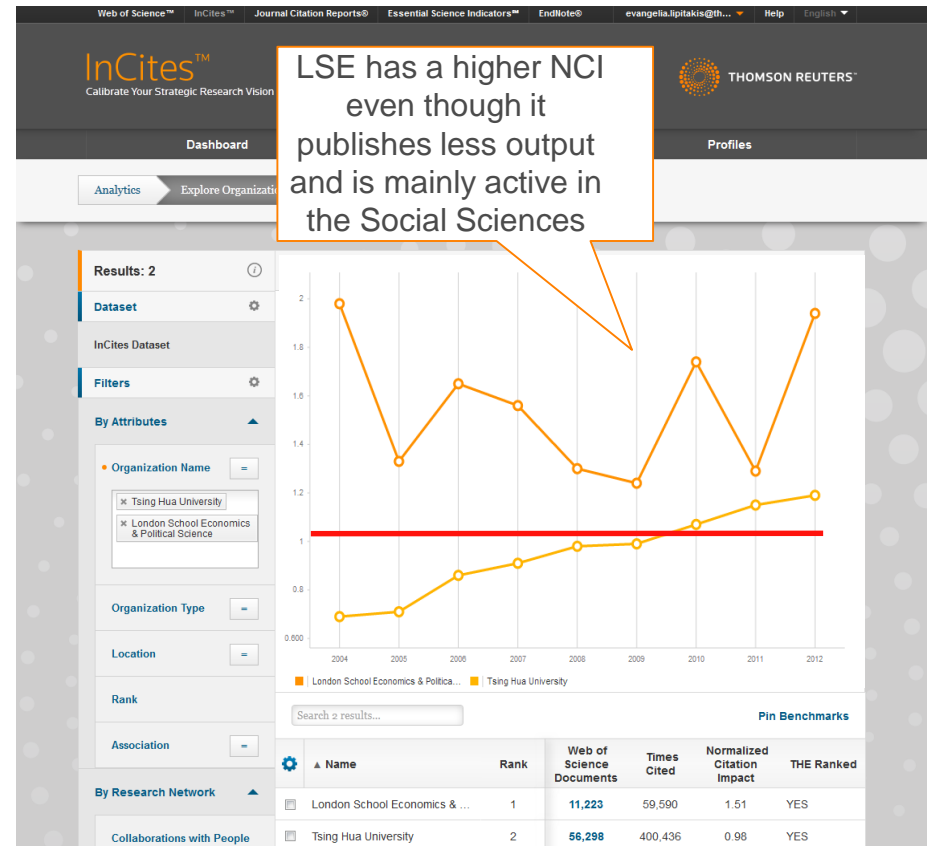 Web of Science™ InCites™ Journal Citation Reports® Essential Science Indicators℠ EndNote® evangelia.lipitakis@th... Help English
InCites™
Calibrate Your Strategic Research Vision
THOMSON REUTERS™
LSE has a higher NCI
even though it
publishes less output
and is mainly active in
the Social Sciences
Dashboard Profiles
Analytics Explore Organizati
Results: 2
Dataset
InCites Dataset
Filters
By Attributes
Organization Name =
× Tsing Hua University
× London School Economics
& Political Science
Organization Type =
Location =
Rank
Association =
By Research Network
Collaborations with People
2
1.8
1.6
1.4
1.2
1
0.8
0.600
2004 2005 2006 2007 2008 2009 2010 2011 2012
London School Economics & Politica... Tsing Hua University
Search 2 results...
Pin Benchmarks
Name Rank Web of Science Documents Times Cited Normalized Citation Impact THE Ranked
London School Economics & ... 1 11,223 59,590 1.51 YES
Tsing Hua University 2 56,298 400,436 0.98 YES